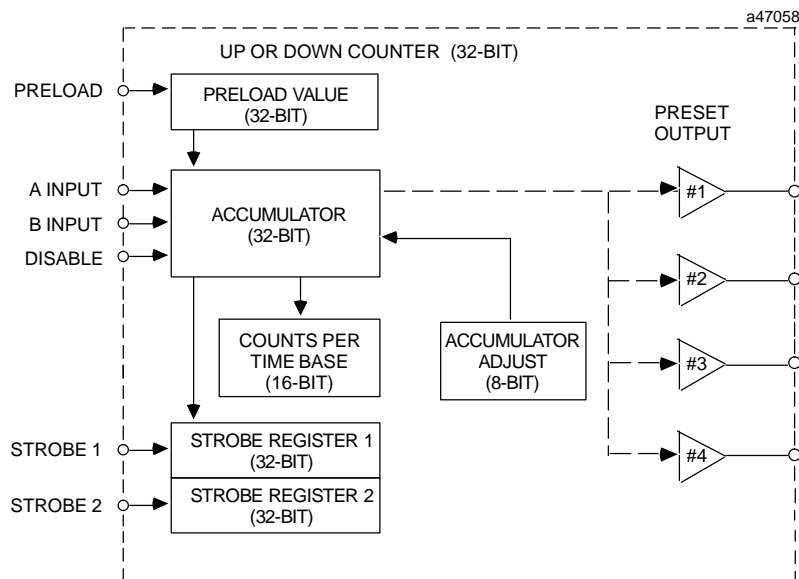 a47058
UP OR DOWN COUNTER (32-BIT)
PRELOAD
PRELOAD VALUE
(32-BIT)
PRESET
OUTPUT
A INPUT
B INPUT
DISABLE
ACCUMULATOR
(32-BIT)
#1
#2
COUNTS PER
TIME BASE
(16-BIT)
ACCUMULATOR
ADJUST
(8-BIT)
#3
#4
STROBE 1
STROBE REGISTER 1
(32-BIT)
STROBE 2
STROBE REGISTER 2
(32-BIT)